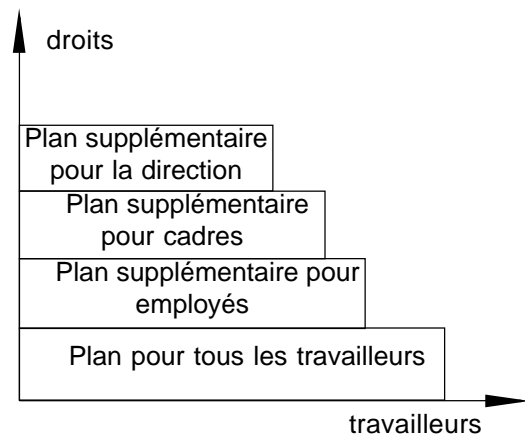 droits
Plan supplémentaire
pour la direction
Plan supplémentaire
pour cadres
Plan supplémentaire pour
employés
Plan pour tous les travailleurs
travailleurs